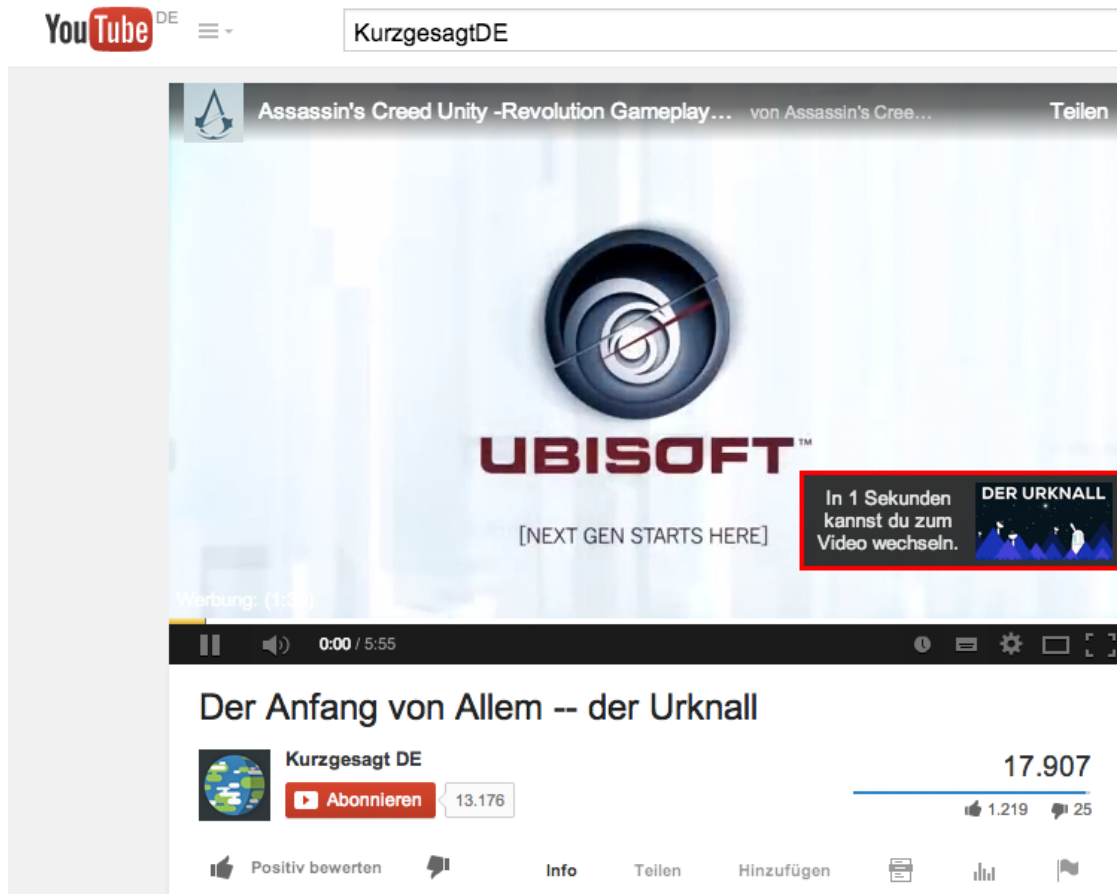 YouTube DE
KurzgesagtDE
Assassin's Creed Unity -Revolution Gameplay... von Assassin's Cree...
Teilen
UBISOFT™
[NEXT GEN STARTS HERE]
In 1 Sekunden
kannst du zum
Video wechseln.
DER URKNALL
Werbung:
0:00 / 5:55
Der Anfang von Allem -- der Urknall
Kurzgesagt DE
Abonnieren
13.176
17.907
1.219
25
Positiv bewerten
Info
Teilen
Hinzufügen